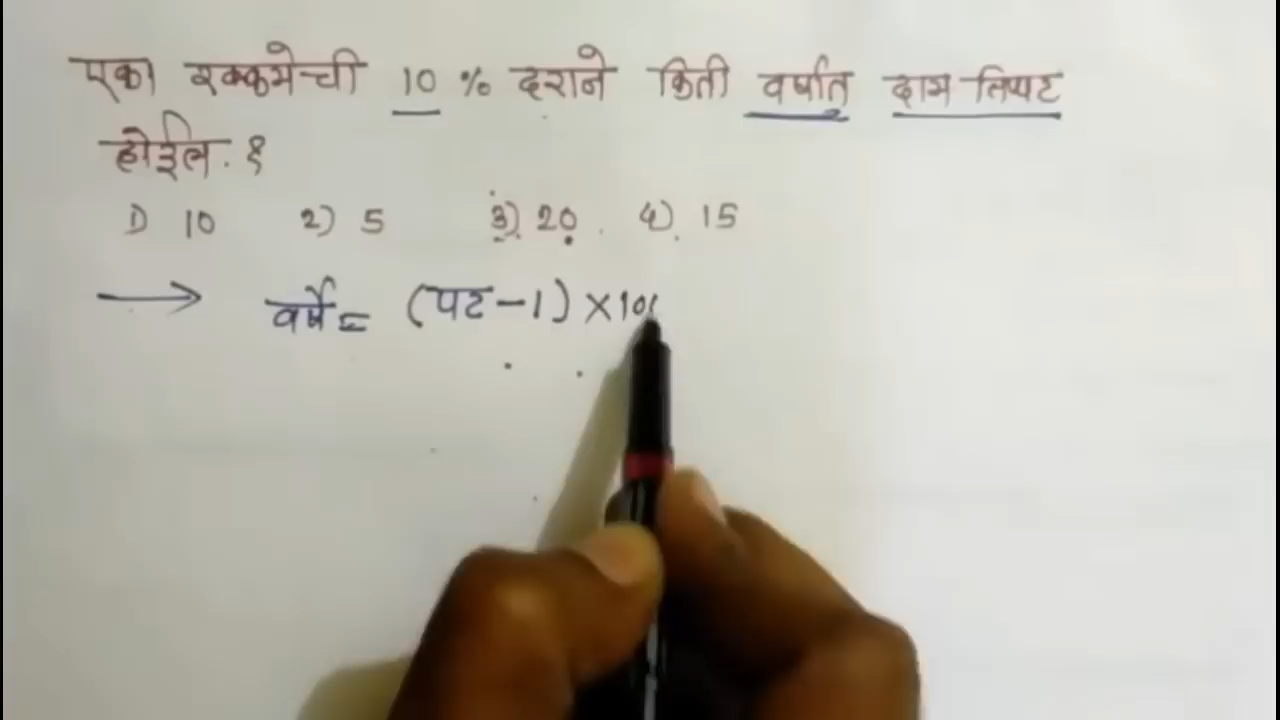 एका रक्कमेची 10 % दराने किती वर्षात दाम तिप्पट
होईल. ?
1) 10 2) 5 3) 20. 4) 15
→ वर्षे = (पट - 1) × 100